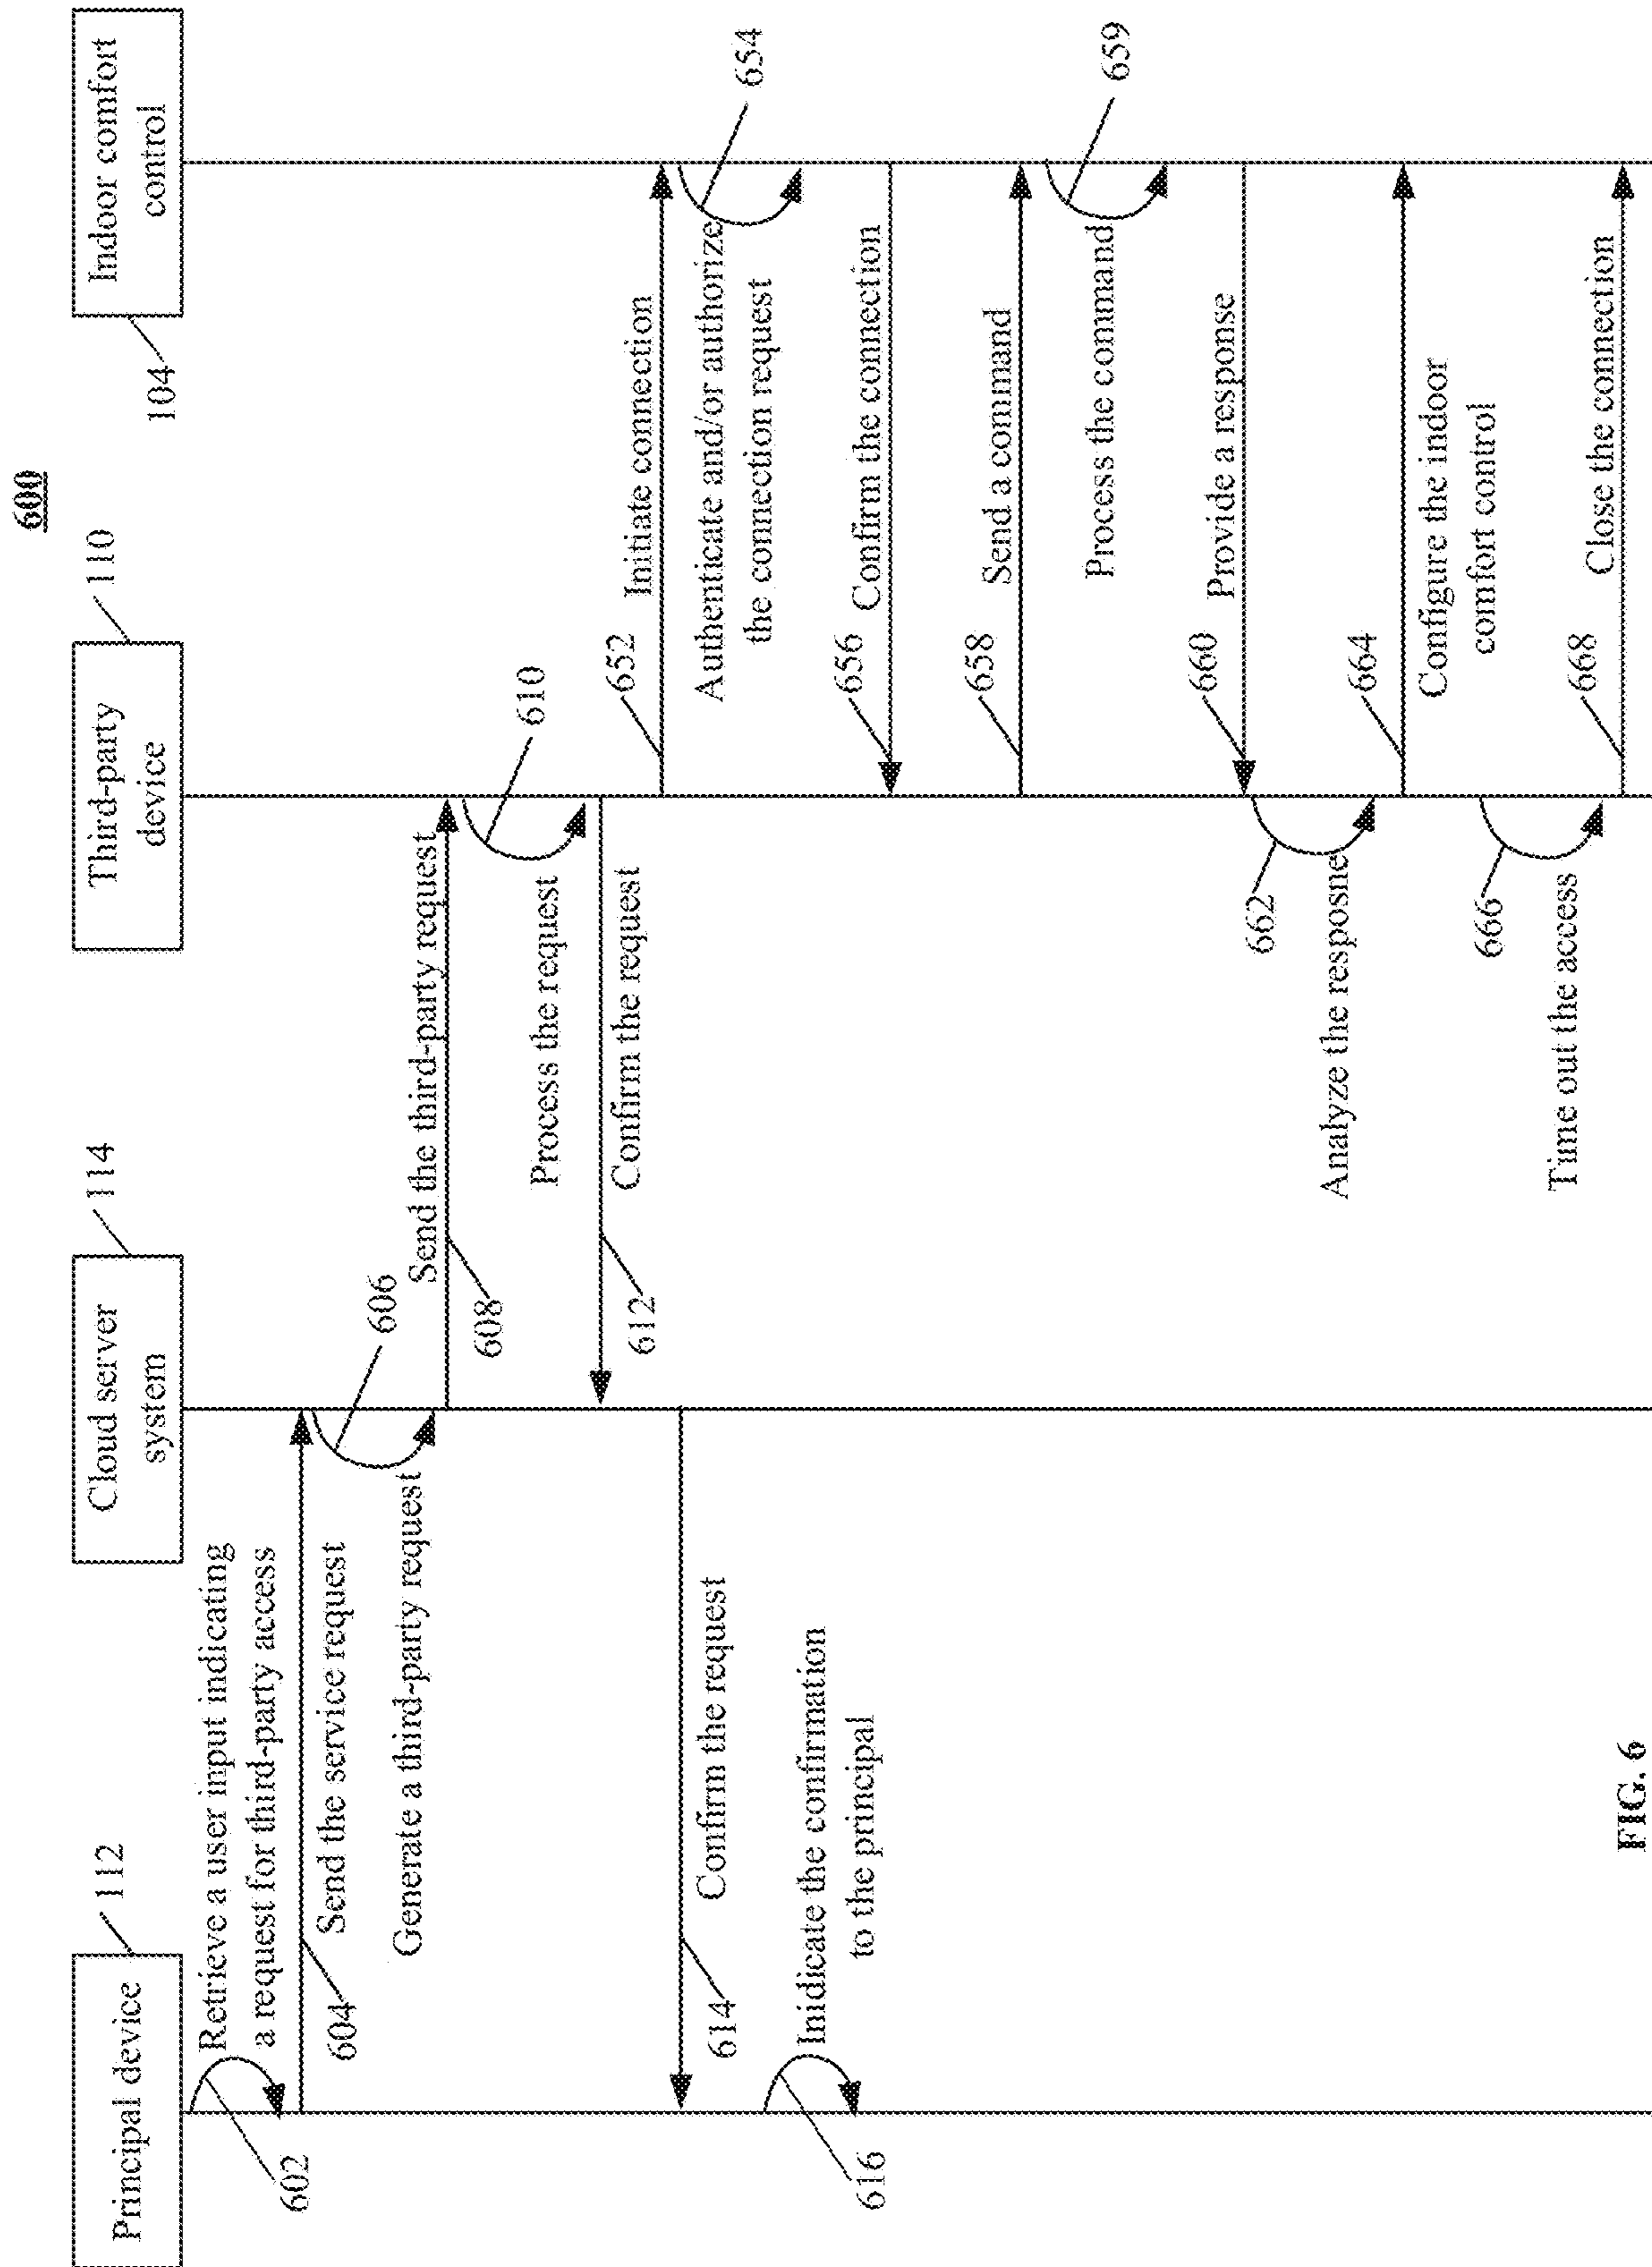 600
Principal device
112
Cloud server
system
114
Third-party
device
110
Indoor comfort
control
104
602
Retrieve a user input indicating
a request for third-party access
604
Send the service request
606
Generate a third-party request
Send the third-party request
608
610
Process the request
Confirm the request
612
Confirm the request
614
616
Inidicate the confirmation
to the principal
652
Initiate connection
654
Authenticate and/or authorize
the connection request
656
Confirm the connection
658
Send a command
659
Process the command
660
Provide a response
662
Analyze the resposne
664
Configure the indoor
comfort control
666
Time out the access
668
Close the connection
FIG. 6